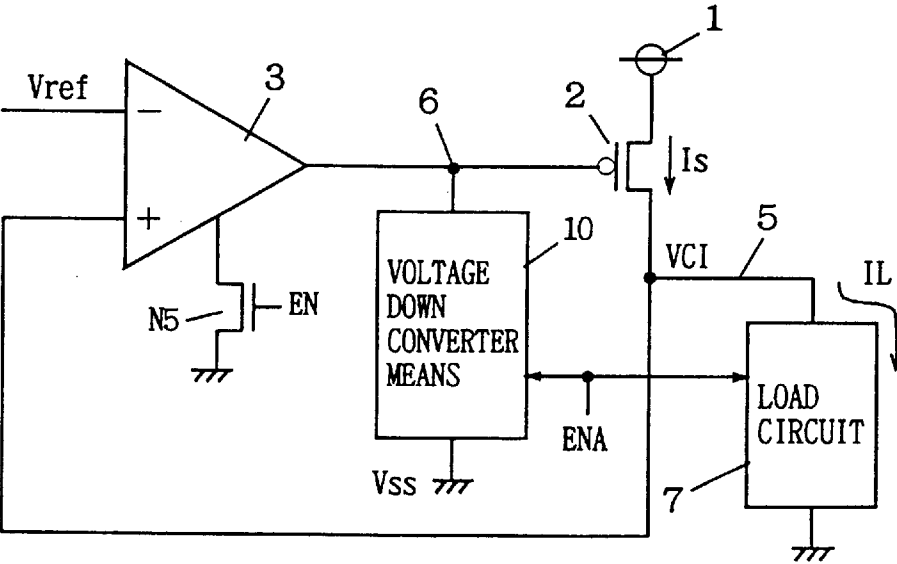 1
Vref
3
6
2
Is
−
+
10
VCI
5
IL
VOLTAGE
DOWN
CONVERTER
MEANS
N5
EN
LOAD
CIRCUIT
ENA
Vss
7